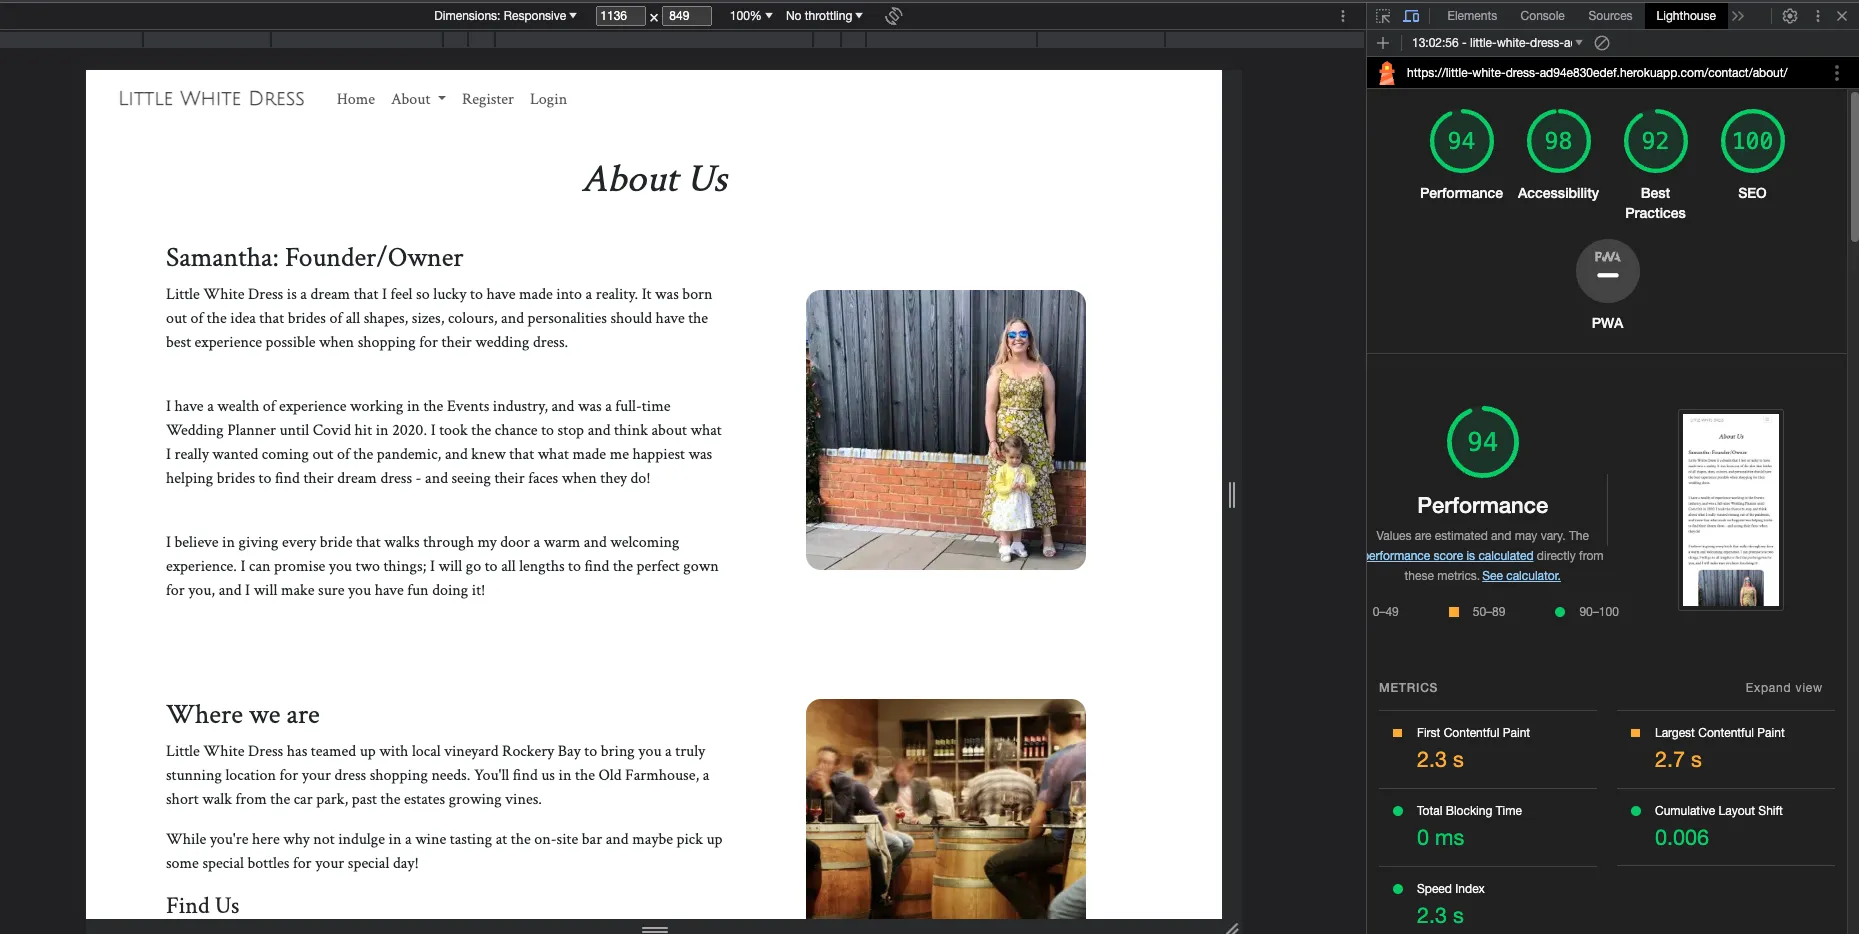 Dimensions: Responsive
1136
×
849
100%
No throttling
Elements
Console
Sources
Lighthouse
13:02:56 - little-white-dress-a
https://little-white-dress-ad94e830edef.herokuapp.com/contact/about/
Little White Dress
Home
About
Register
Login
About Us
Samantha: Founder/Owner
Little White Dress is a dream that I feel so lucky to have made into a reality. It was born
out of the idea that brides of all shapes, sizes, colours, and personalities should have the
best experience possible when shopping for their wedding dress.
I have a wealth of experience working in the Events industry, and was a full-time
Wedding Planner until Covid hit in 2020. I took the chance to stop and think about what
I really wanted coming out of the pandemic, and knew that what made me happiest was
helping brides to find their dream dress - and seeing their faces when they do!
I believe in giving every bride that walks through my door a warm and welcoming
experience. I can promise you two things; I will go to all lengths to find the perfect gown
for you, and I will make sure you have fun doing it!
Where we are
Little White Dress has teamed up with local vineyard Rockery Bay to bring you a truly
stunning location for your dress shopping needs. You'll find us in the Old Farmhouse, a
short walk from the car park, past the estates growing vines.
While you're here why not indulge in a wine tasting at the on-site bar and maybe pick up
some special bottles for your special day!
Find Us
94
Performance
98
Accessibility
92
Best
Practices
100
SEO
PWA
PWA
94
Performance
Values are estimated and may vary. The
performance score is calculated directly from
these metrics. See calculator.
0–49
50–89
90–100
About Us
Samantha: Founder/Owner
METRICS
Expand view
First Contentful Paint
2.3 s
Largest Contentful Paint
2.7 s
Total Blocking Time
0 ms
Cumulative Layout Shift
0.006
Speed Index
2.3 s